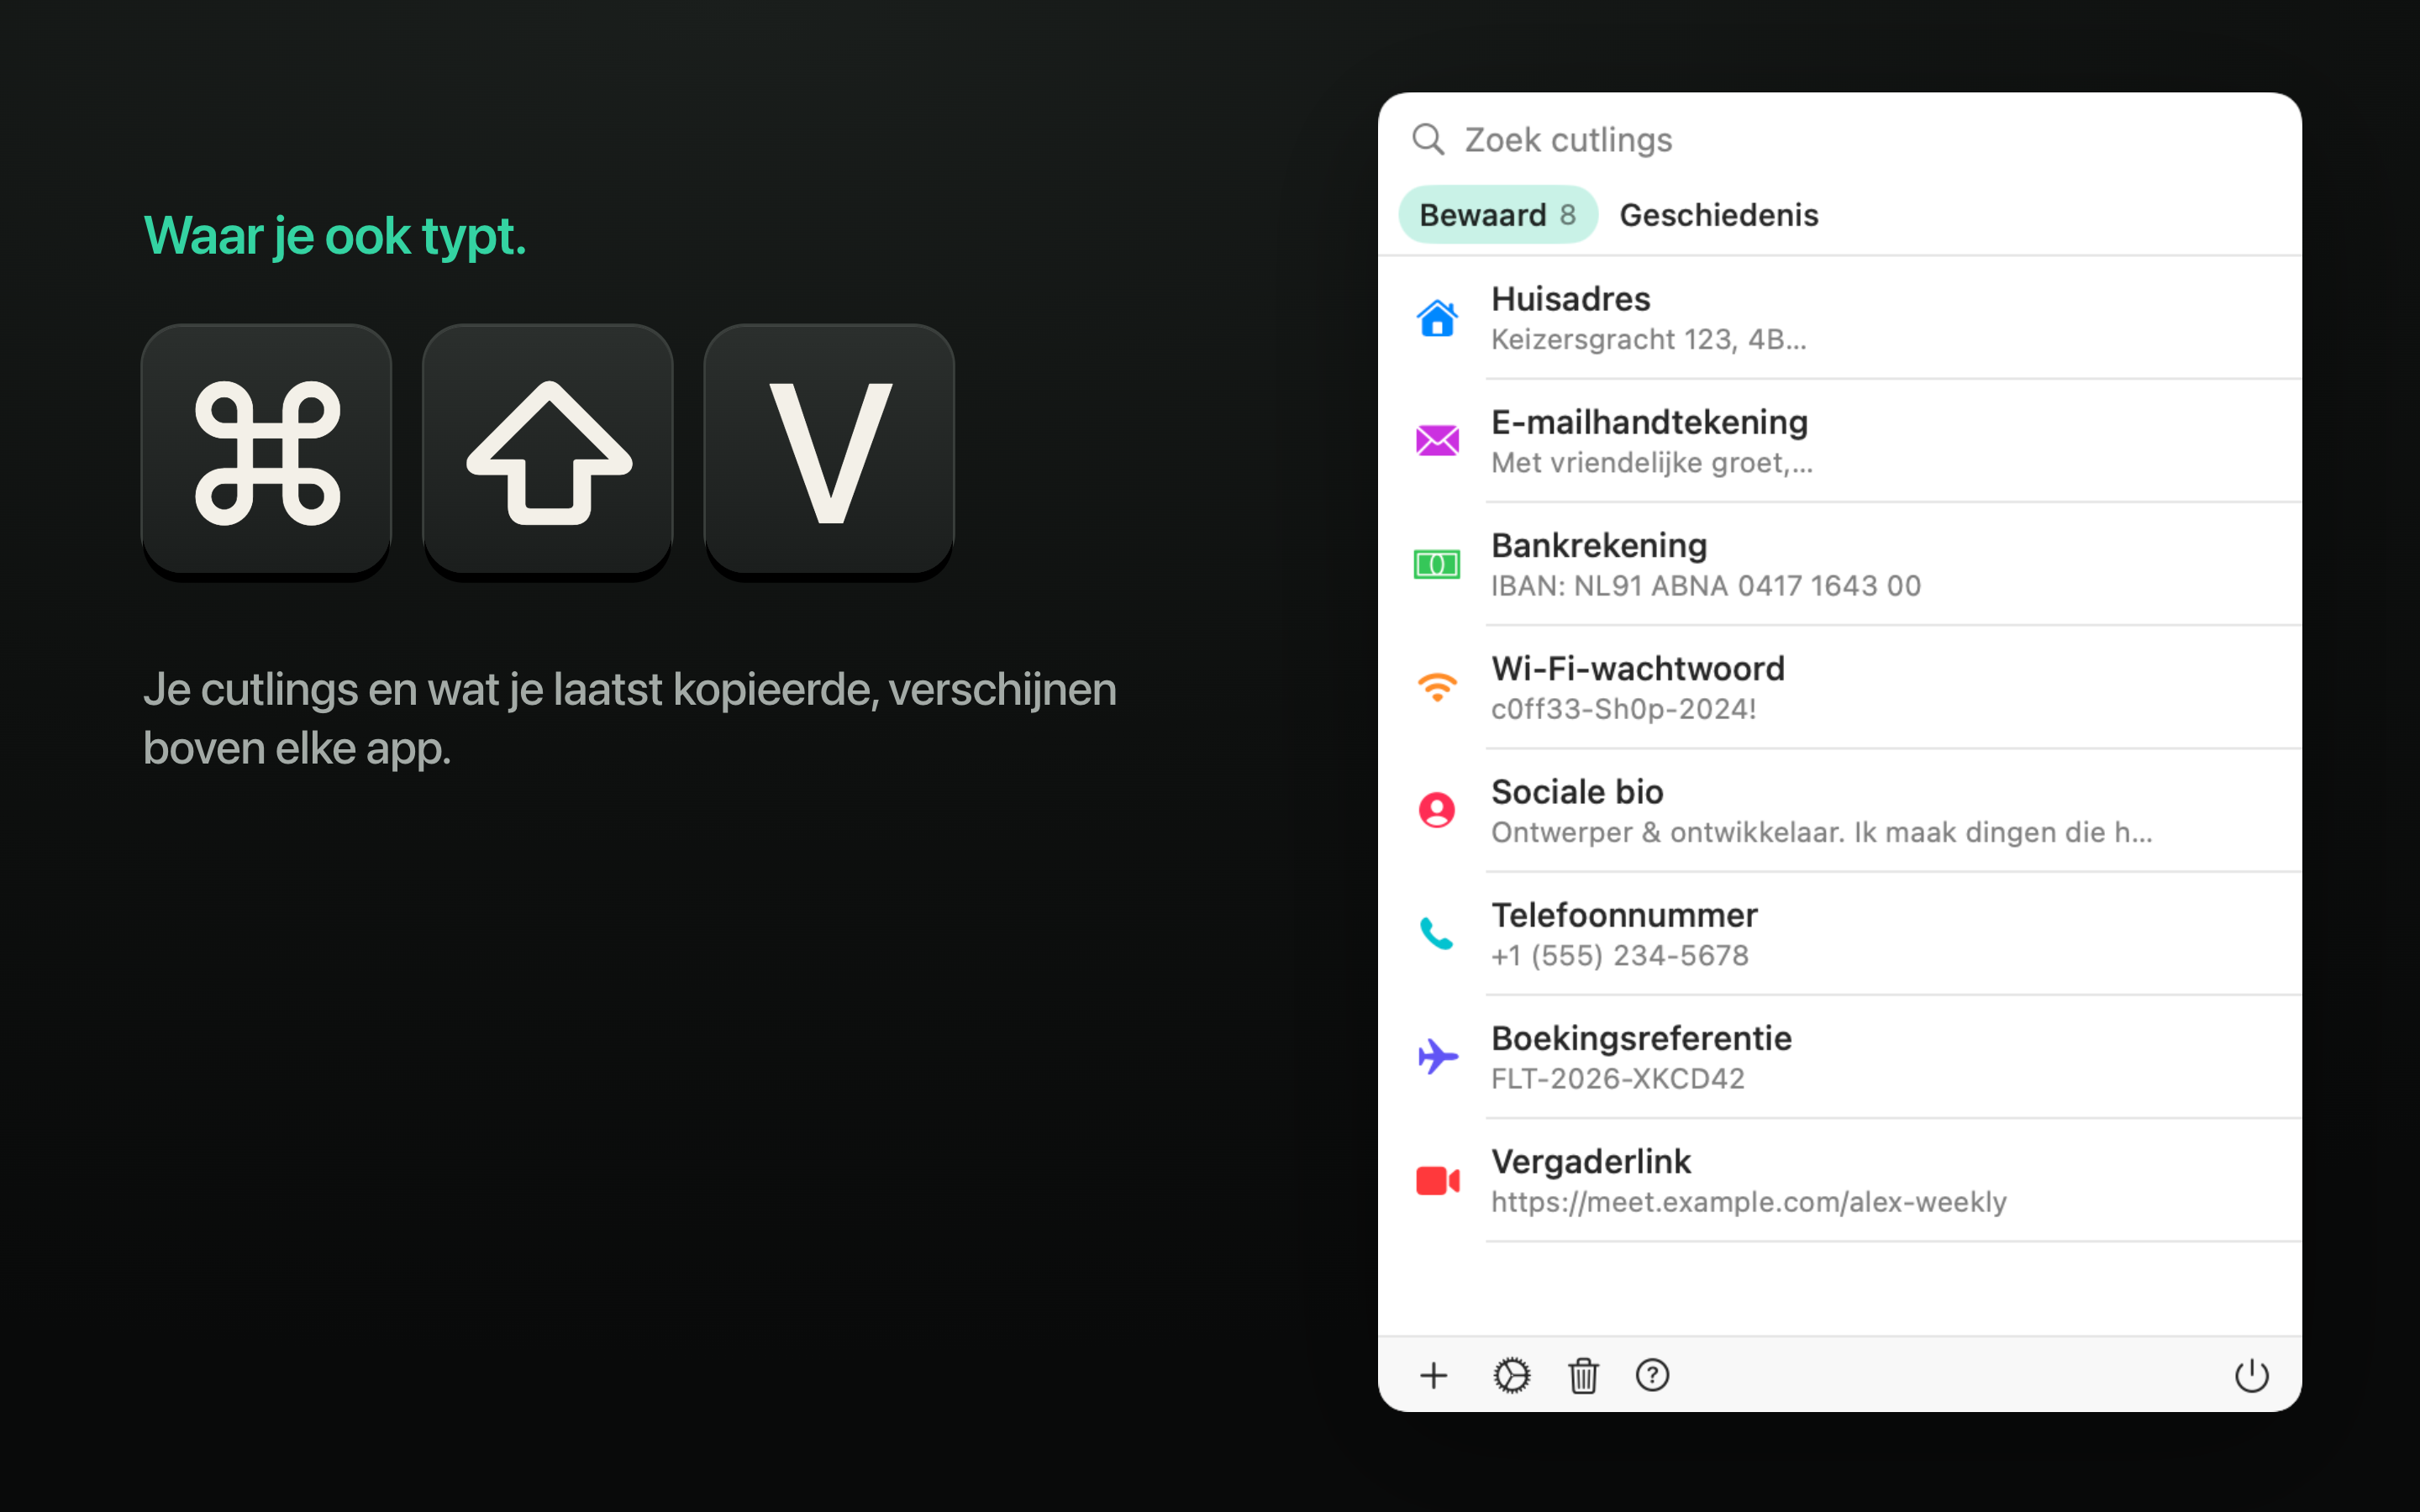 Waar je ook typt.
⌘ ⇧ V
Je cutlings en wat je laatst kopieerde, verschijnen
boven elke app.
Zoek cutlings
Bewaard 8 Geschiedenis
Huisadres
Keizersgracht 123, 4B...
E-mailhandtekening
Met vriendelijke groet,...
Bankrekening
IBAN: NL91 ABNA 0417 1643 00
Wi-Fi-wachtwoord
c0ff33-Sh0p-2024!
Sociale bio
Ontwerper & ontwikkelaar. Ik maak dingen die h...
Telefoonnummer
+1 (555) 234-5678
Boekingsreferentie
FLT-2026-XKCD42
Vergaderlink
https://meet.example.com/alex-weekly